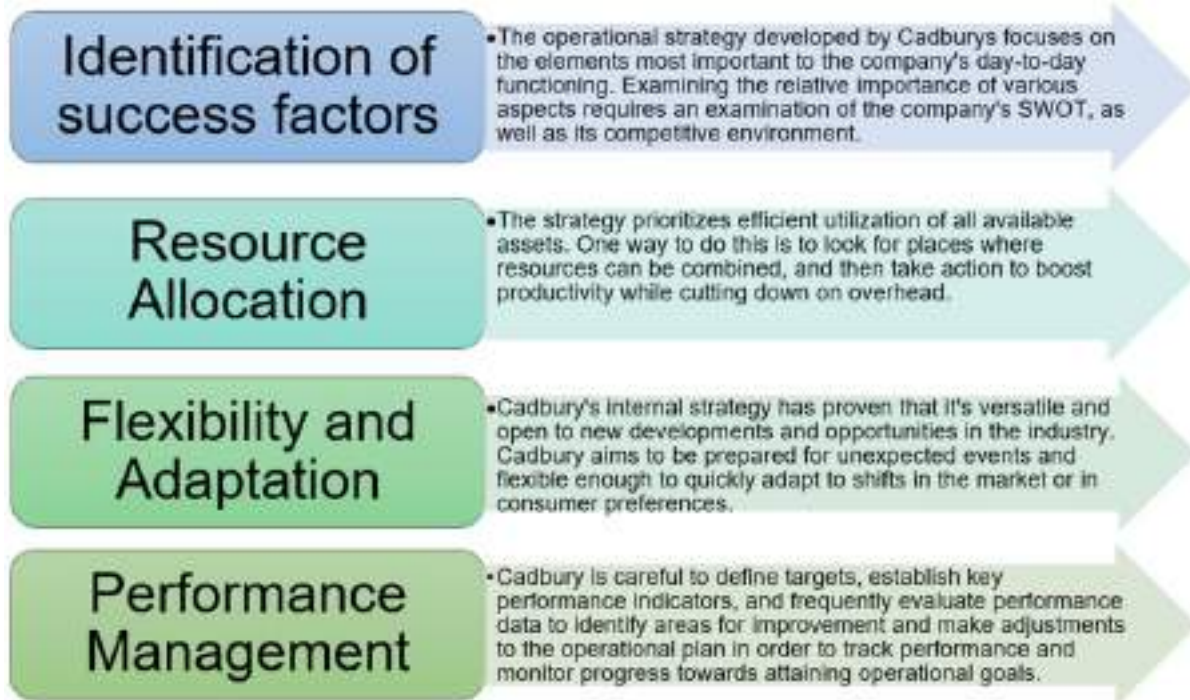 Identification of
success factors
•The operational strategy developed by Cadburys focuses on
the elements most important to the company's day-to-day
functioning. Examining the relative importance of various
aspects requires an examination of the company's SWOT, as
well as its competitive environment.
Resource
Allocation
•The strategy prioritizes efficient utilization of all available
assets. One way to do this is to look for places where
resources can be combined, and then take action to boost
productivity while cutting down on overhead.
Flexibility and
Adaptation
•Cadbury's internal strategy has proven that it's versatile and
open to new developments and opportunities in the industry.
Cadbury aims to be prepared for unexpected events and
flexible enough to quickly adapt to shifts in the market or in
consumer preferences.
Performance
Management
•Cadbury is careful to define targets, establish key
performance indicators, and frequently evaluate performance
data to identify areas for improvement and make adjustments
to the operational plan in order to track performance and
monitor progress towards attaining operational goals.